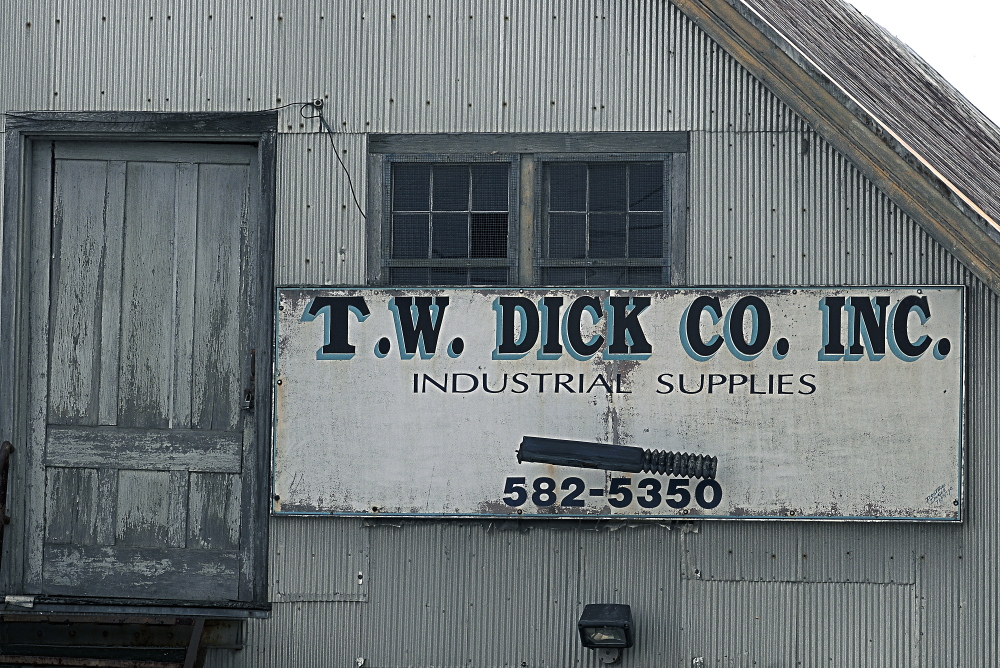 T.W. DICK CO. INC.
INDUSTRIAL SUPPLIES
582-5350